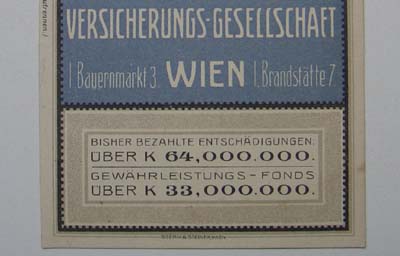 VERSICHERUNGS-GESELLSCHAFT
I. Bauernmarkt 3. WIEN I. Brandstätte 7.
BISHER BEZAHLTE ENTSCHÄDIGUNGEN:
ÜBER K 64,000.000.
GEWÄHRLEISTUNGS-FONDS
ÜBER K 33,000.000.